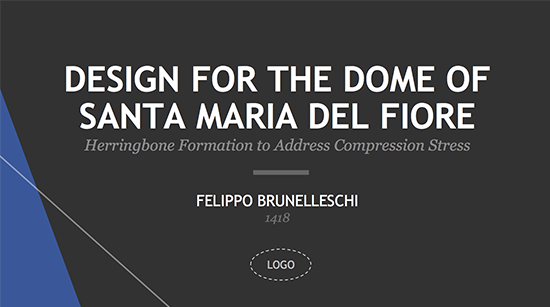 DESIGN FOR THE DOME OF
SANTA MARIA DEL FIORE
Herringbone Formation to Address Compression Stress
FELIPPO BRUNELLESCHI
1418
LOGO